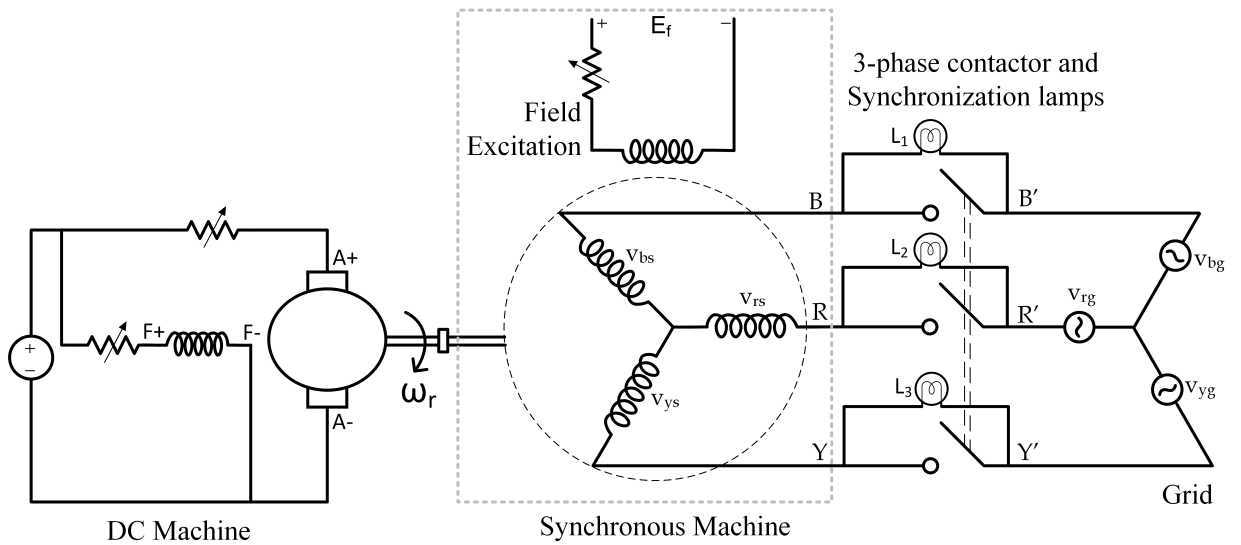 + E_f −
3-phase contactor and
Synchronization lamps
Field
Excitation
L₁
B
B′
A+
v_bs
L₂
v_bg
v_rs
v_rg
F+
F-
R
R′
+
−
ω_r
L₃
v_ys
v_yg
A-
Y
Y′
Grid
DC Machine
Synchronous Machine